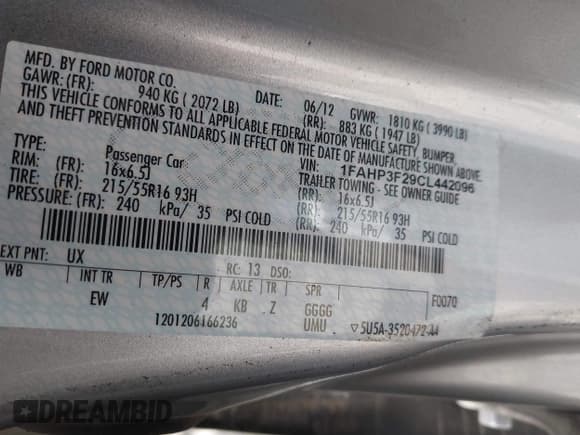 MFD. BY FORD MOTOR CO.
DATE: 06/12 GVWR: 1810 KG ( 3990 LB)
GAWR: (FR): 940 KG ( 2072 LB) (RR): 883 KG ( 1947 LB)
THIS VEHICLE CONFORMS TO ALL APPLICABLE FEDERAL MOTOR VEHICLE SAFETY, BUMPER,
AND THEFT PREVENTION STANDARDS IN EFFECT ON THE DATE OF MANUFACTURE SHOWN ABOVE.
VIN: 1FAHP3F29CL442096
TYPE: Passenger Car TRAILER TOWING - SEE OWNER GUIDE
RIM: (FR): 16x6.5J (RR): 16x6.5J
TIRE: (FR): 215/55R16 93H (RR): 215/55R16 93H
PRESSURE: (FR): 240 kPa/ 35 PSI COLD (RR): 240 kPa/ 35 PSI COLD
EXT PNT: UX RC: 13 DSO: F0070
WB INT TR TP/PS R AXLE TR SPR
EW 4 KB Z GGGG
1201206166236 UMU ▽5U5A-3520472-AA
DREAMBID